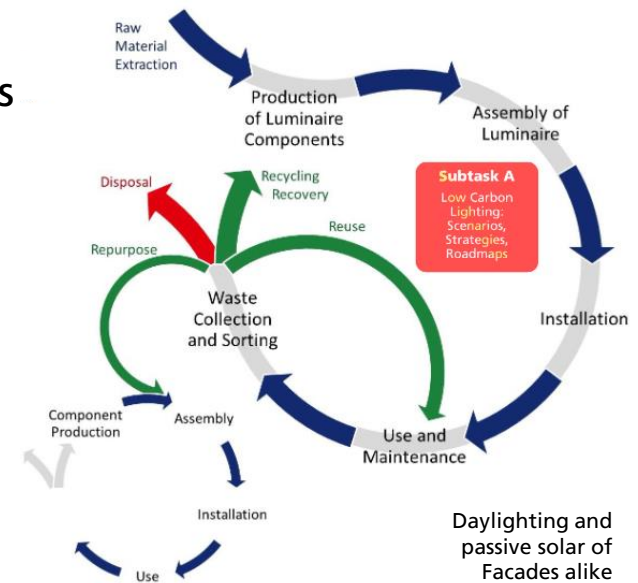 Raw
Material
Extraction
s
Production
of Luminaire
Components
Assembly of
Luminaire
Disposal
Recycling
Recovery
Subtask A
Low Carbon
Lighting:
Scenarios,
Strategies,
Roadmaps
Reuse
Repurpose
Waste
Collection
and Sorting
Installation
Component
Production
Assembly
Use and
Maintenance
Installation
Use
Daylighting and
passive solar of
Facades alike